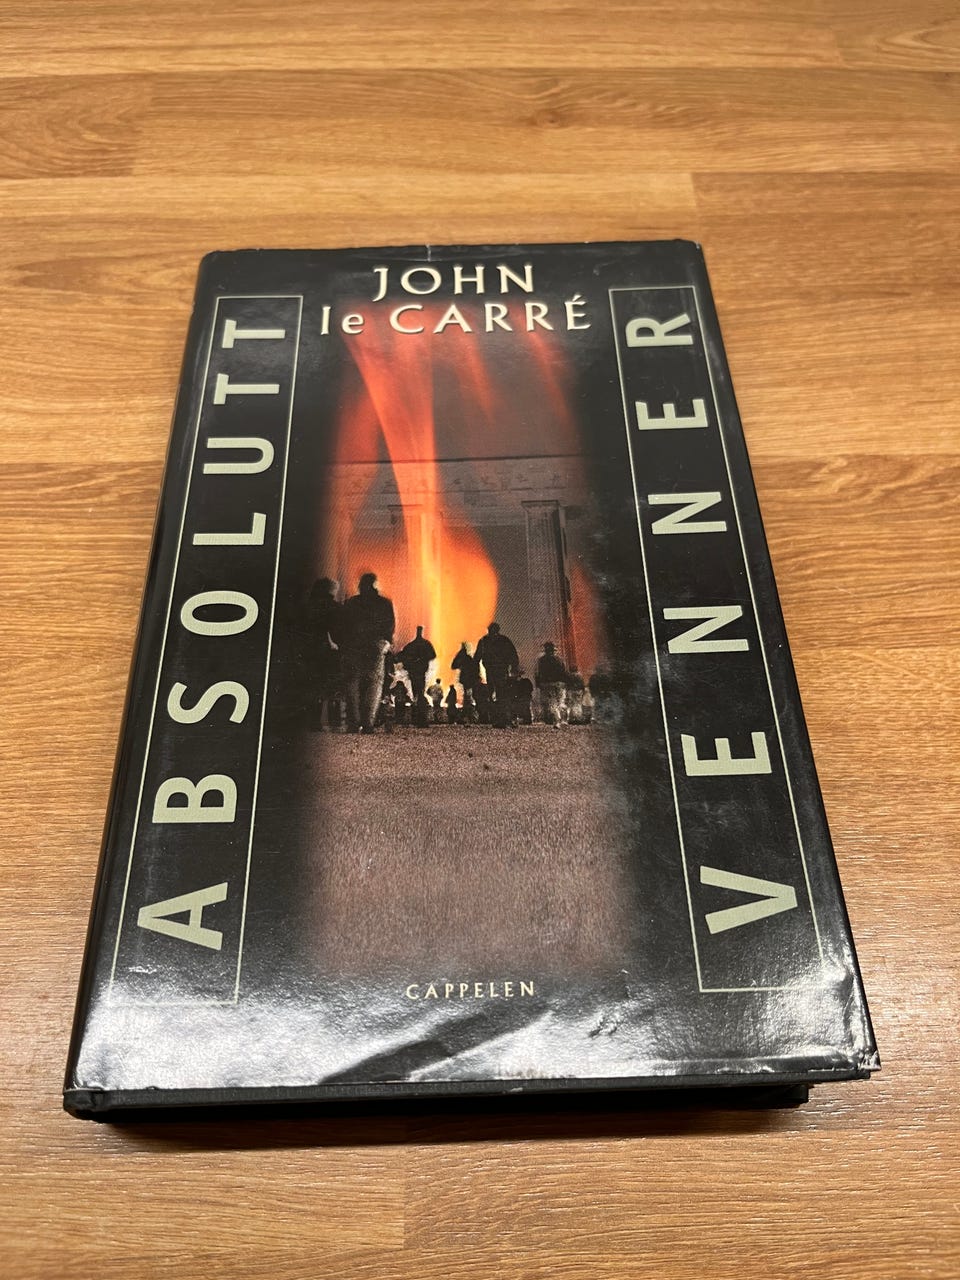 JOHN
le CARRÉ
ABSOLUTT
VENNER
CAPPELEN